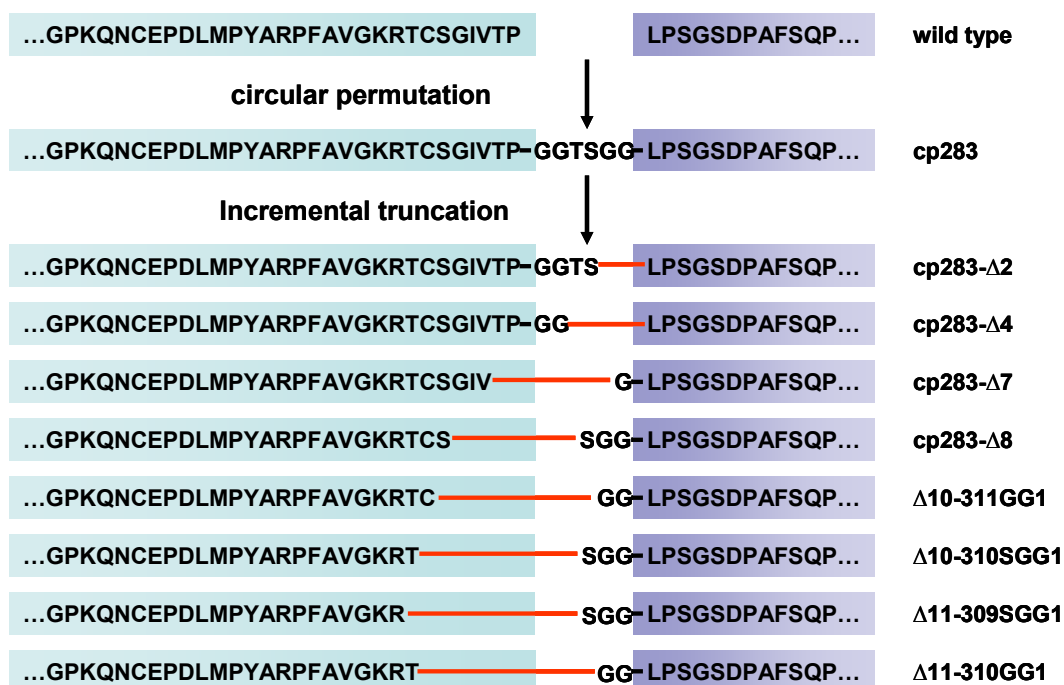 ...GPKQNCEPDLMPYARPFAVGKRTCSGIVTP LPSGSDPAFSQP... wild type
circular permutation
...GPKQNCEPDLMPYARPFAVGKRTCSGIVTP-GGTSGG-LPSGSDPAFSQP... cp283
Incremental truncation
...GPKQNCEPDLMPYARPFAVGKRTCSGIVTP-GGTS LPSGSDPAFSQP... cp283-Δ2
...GPKQNCEPDLMPYARPFAVGKRTCSGIVTP-GG LPSGSDPAFSQP... cp283-Δ4
...GPKQNCEPDLMPYARPFAVGKRTCSGIV G-LPSGSDPAFSQP... cp283-Δ7
...GPKQNCEPDLMPYARPFAVGKRTCS SGG-LPSGSDPAFSQP... cp283-Δ8
...GPKQNCEPDLMPYARPFAVGKRTC GG-LPSGSDPAFSQP... Δ10-311GG1
...GPKQNCEPDLMPYARPFAVGKRT SGG-LPSGSDPAFSQP... Δ10-310SGG1
...GPKQNCEPDLMPYARPFAVGKR SGG-LPSGSDPAFSQP... Δ11-309SGG1
...GPKQNCEPDLMPYARPFAVGKRT GG-LPSGSDPAFSQP... Δ11-310GG1